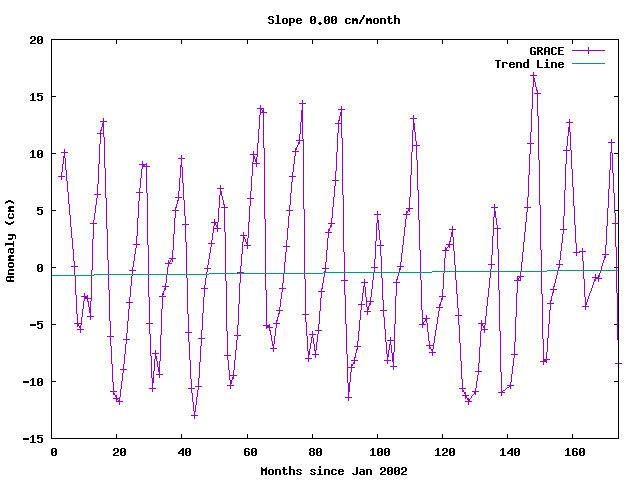 Slope 0.00 cm/month
GRACE
Trend Line
20
15
10
5
0
-5
-10
-15
Anomaly (cm)
0 20 40 60 80 100 120 140 160
Months since Jan 2002